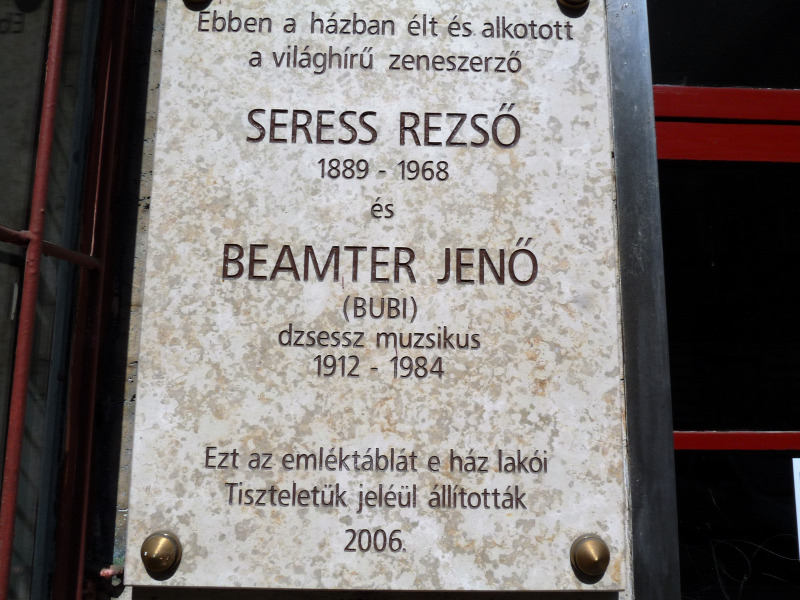 Ebben a házban élt és alkotott
a világhírű zeneszerző
SERESS REZSŐ
1889 - 1968
és
BEAMTER JENŐ
(BUBI)
dzsessz muzsikus
1912 - 1984
Ezt az emléktáblát e ház lakói
Tiszteletük jeléül állították
2006.